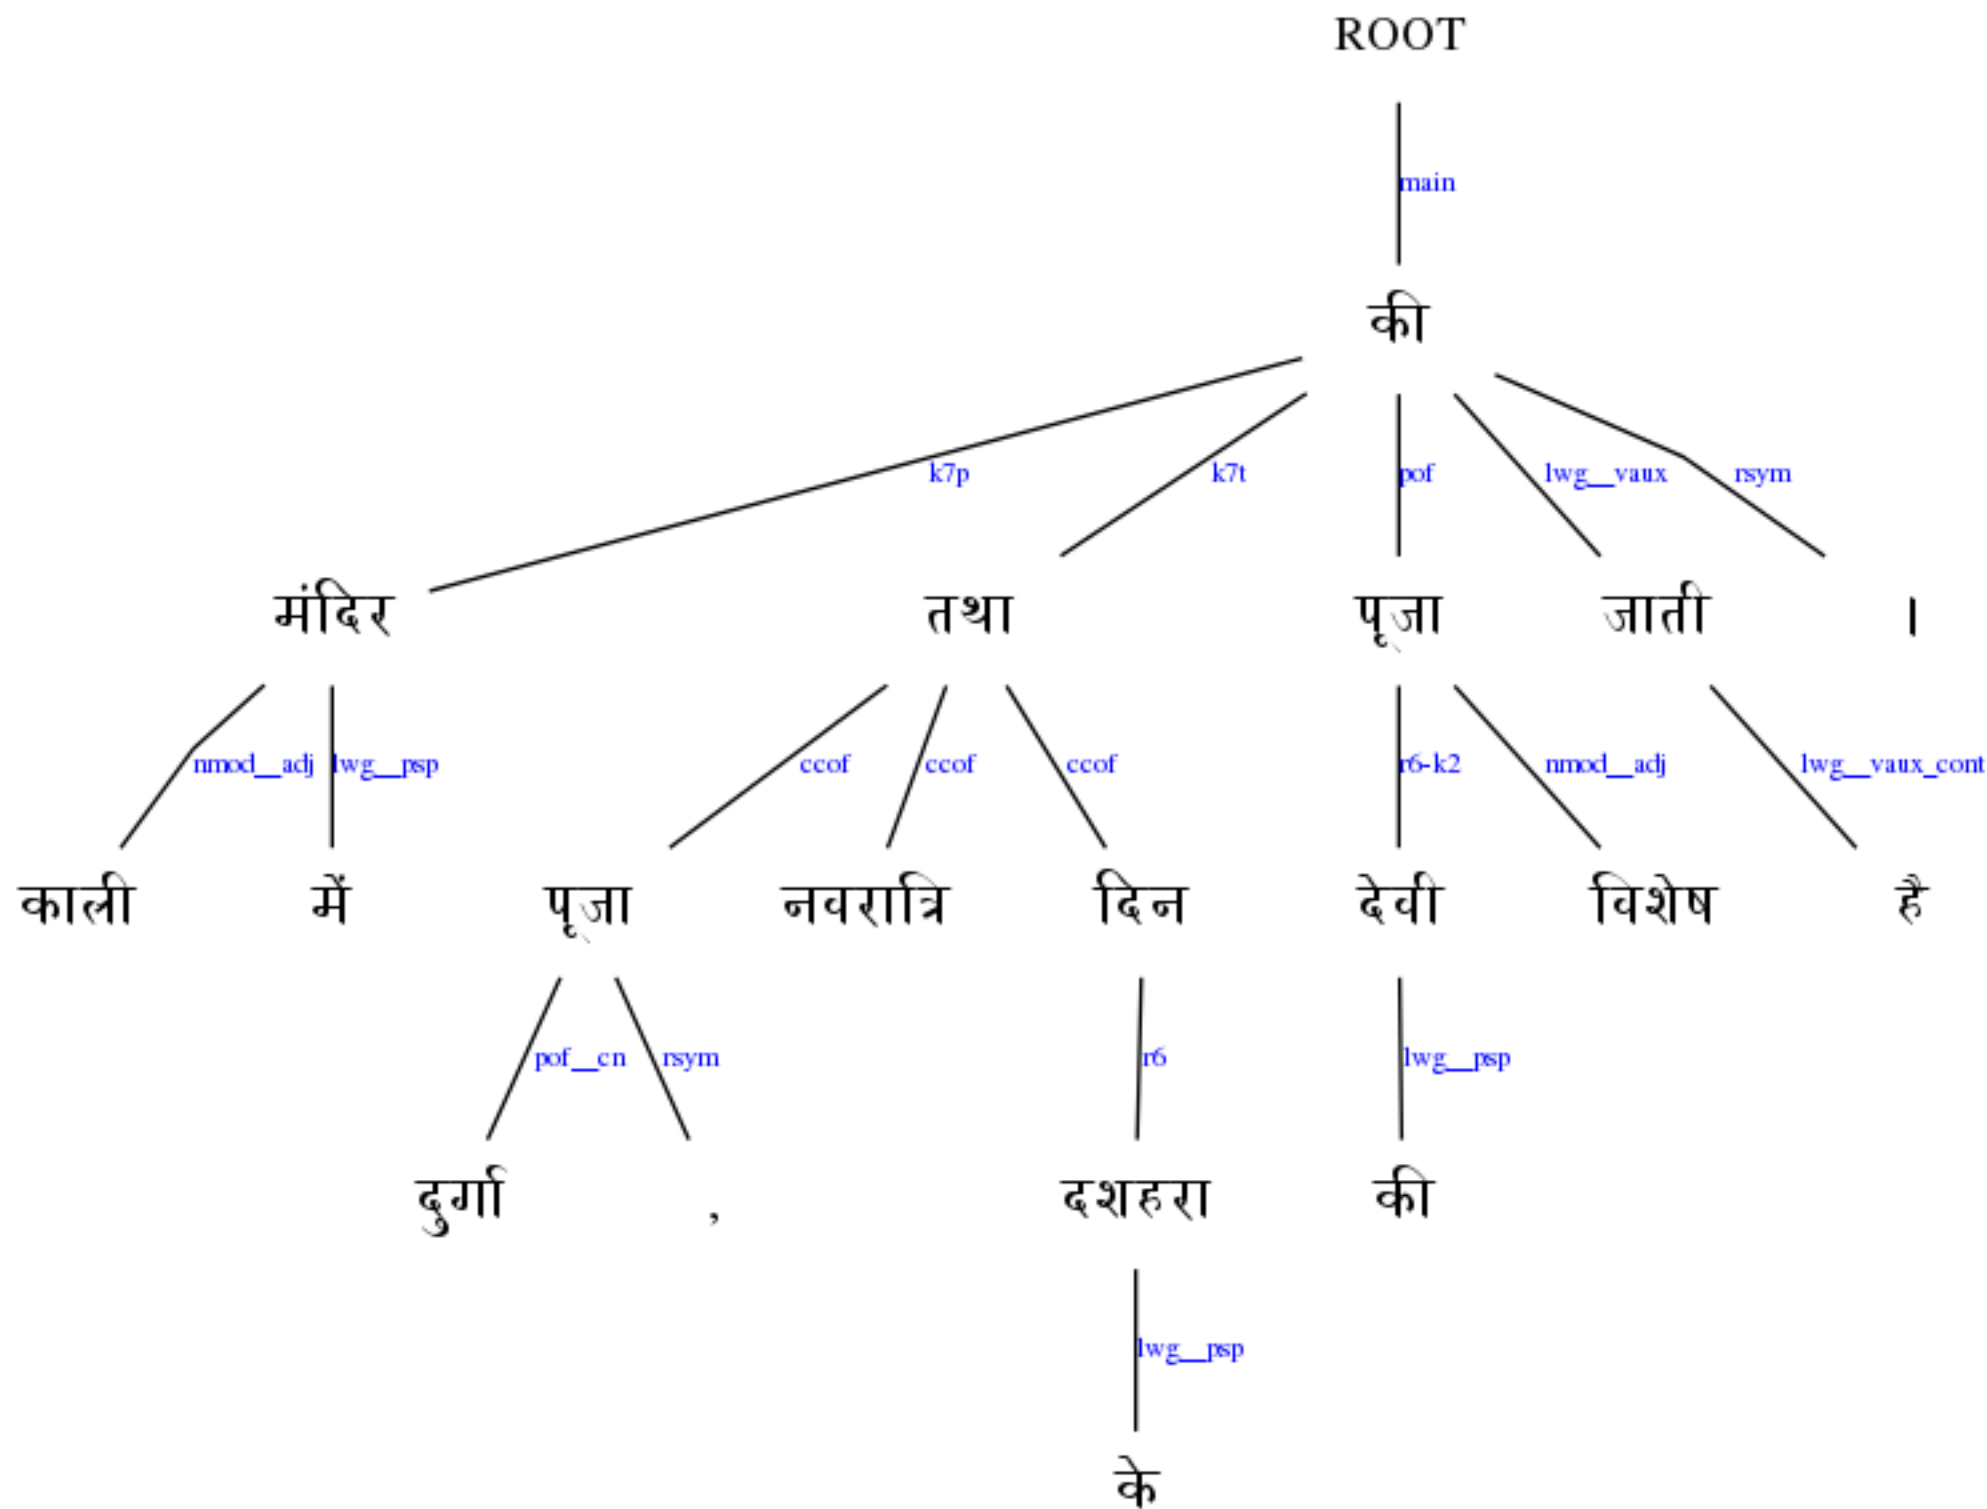 ROOT
main
की
k7p k7t pof lwg__vaux rsym
मंदिर तथा पूजा जाती ।
nmod__adj lwg__psp ccof ccof ccof r6-k2 nmod__adj lwg__vaux_cont
काली में पूजा नवरात्रि दिन देवी विशेष है
pof__cn rsym r6 lwg__psp
दुर्गा , दशहरा की
lwg__psp
के